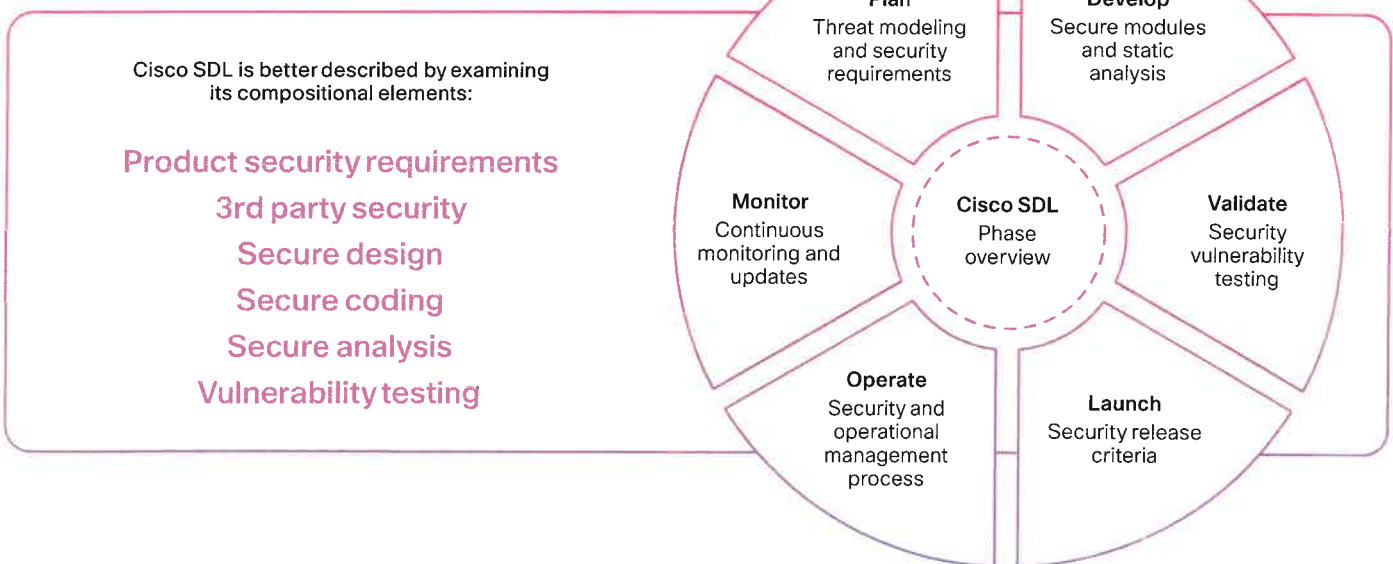 Cisco SDL is better described by examining
its compositional elements:
Product security requirements
3rd party security
Secure design
Secure coding
Secure analysis
Vulnerability testing
Plan
Threat modeling
and security
requirements
Develop
Secure modules
and static
analysis
Monitor
Continuous
monitoring and
updates
Cisco SDL
Phase
overview
Validate
Security
vulnerability
testing
Operate
Security and
operational
management
process
Launch
Security release
criteria